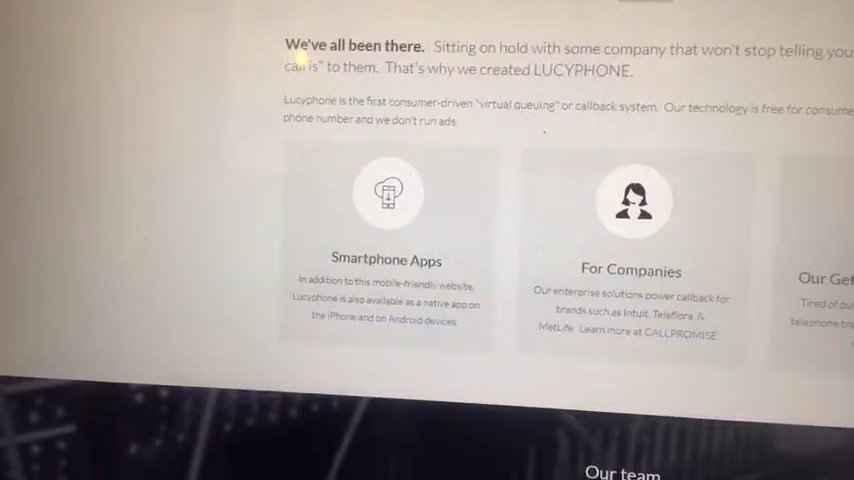 We've all been there. Sitting on hold with some company that won't stop telling you
call is" to them. That's why we created LUCYPHONE.
Lucyphone is the first consumer-driven "virtual queuing" or callback system. Our technology is free for consume
phone number and we don't run ads.
Smartphone Apps
In addition to this mobile-friendly website,
Lucyphone is also available as a native app on
the iPhone and on Android devices.
For Companies
Our enterprise solutions power callback for
brands such as Intuit, Teleflora, &
MetLife. Learn more at CALLPROMISE.
Our Get
Tired of pu
telephone tre
Our team